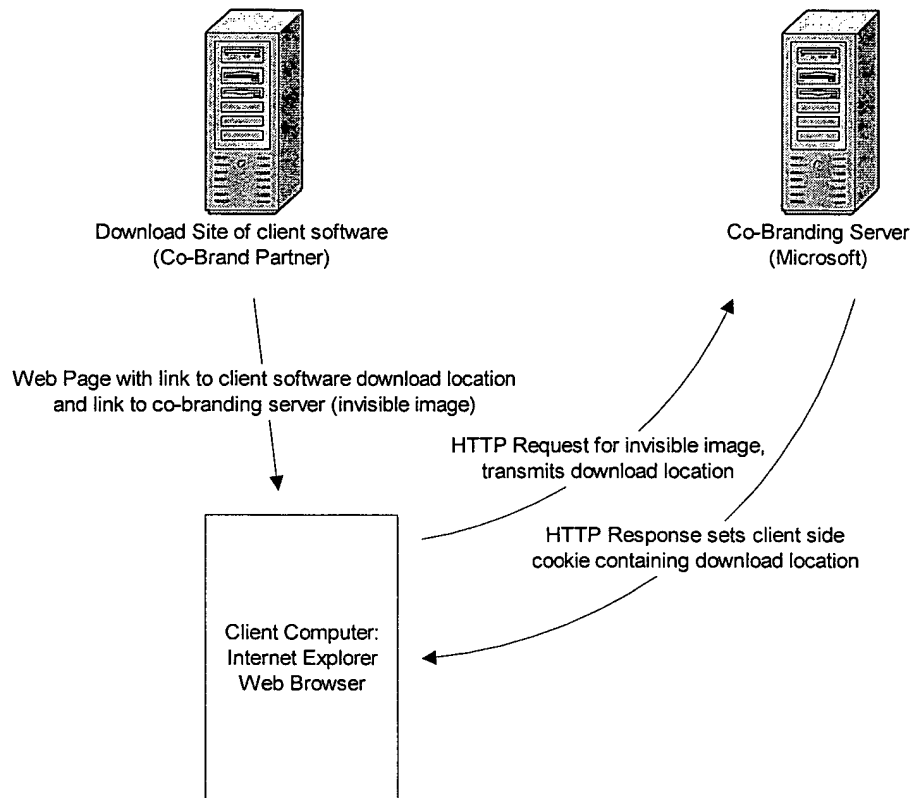 Download Site of client software
(Co-Brand Partner)
Co-Branding Server
(Microsoft)
Web Page with link to client software download location
and link to co-branding server (invisible image)
HTTP Request for invisible image,
transmits download location
HTTP Response sets client side
cookie containing download location
Client Computer:
Internet Explorer
Web Browser